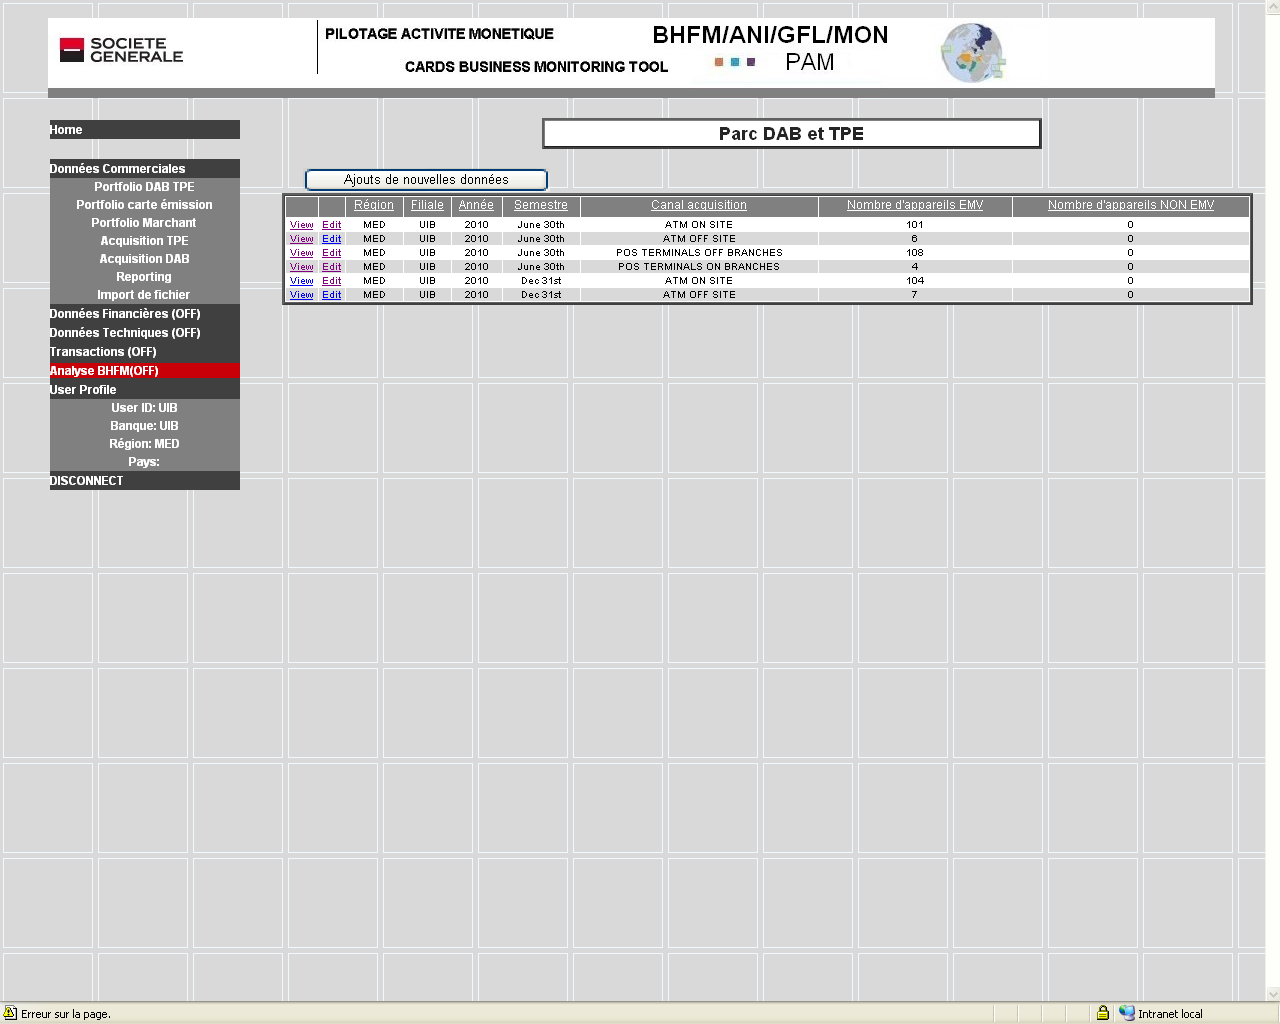 SOCIETE
GENERALE
PILOTAGE ACTIVITE MONETIQUE
CARDS BUSINESS MONITORING TOOL
BHFM/ANI/GFL/MON
PAM
Home
Données Commerciales
Portfolio DAB TPE
Portfolio carte émission
Portfolio Marchant
Acquisition TPE
Acquisition DAB
Reporting
Import de fichier
Données Financières (OFF)
Données Techniques (OFF)
Transactions (OFF)
Analyse BHFM(OFF)
User Profile
User ID: UIB
Banque: UIB
Région: MED
Pays:
DISCONNECT
Parc DAB et TPE
Ajouts de nouvelles données
Région Filiale Année Semestre Canal acquisition Nombre d'appareils EMV Nombre d'appareils NON EMV
View Edit MED UIB 2010 June 30th ATM ON SITE 101 0
View Edit MED UIB 2010 June 30th ATM OFF SITE 6 0
View Edit MED UIB 2010 June 30th POS TERMINALS OFF BRANCHES 108 0
View Edit MED UIB 2010 June 30th POS TERMINALS ON BRANCHES 4 0
View Edit MED UIB 2010 Dec 31st ATM ON SITE 104 0
View Edit MED UIB 2010 Dec 31st ATM OFF SITE 7 0
Erreur sur la page.
Intranet local